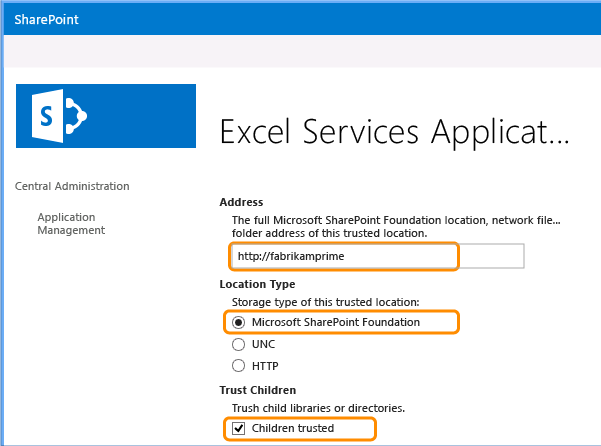 SharePoint
S
Excel Services Applicat...
Central Administration
Application
Management
Address
The full Microsoft SharePoint Foundation location, network file...
folder address of this trusted location.
http://fabrikamprime
Location Type
Storage type of this trusted location:
Microsoft SharePoint Foundation
UNC
HTTP
Trust Children
Trush child libraries or directories.
Children trusted